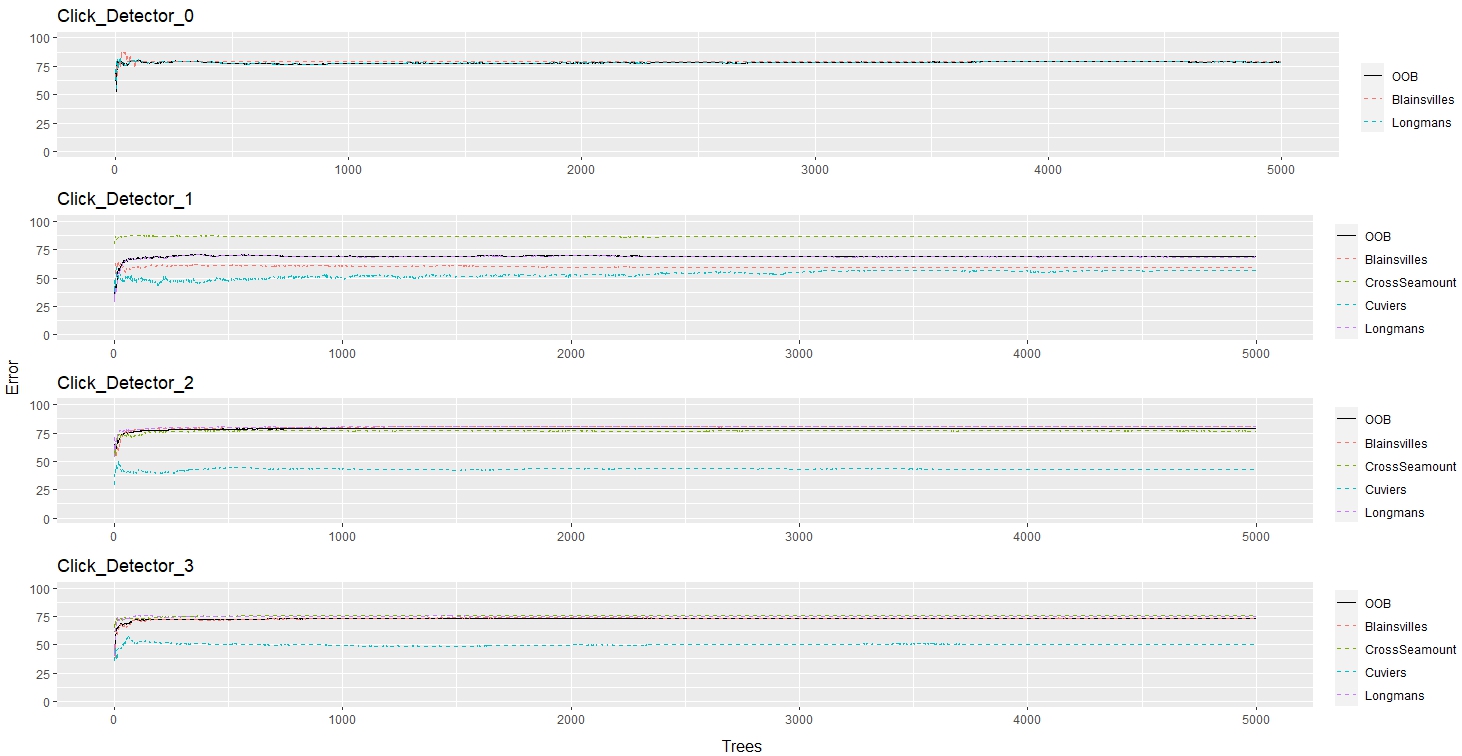 Click_Detector_0
100
75
50
25
0
0 1000 2000 3000 4000 5000
OOB
Blainsvilles
Longmans
Click_Detector_1
100
75
50
25
0
0 1000 2000 3000 4000 5000
OOB
Blainsvilles
CrossSeamount
Cuviers
Longmans
Error
Click_Detector_2
100
75
50
25
0
0 1000 2000 3000 4000 5000
OOB
Blainsvilles
CrossSeamount
Cuviers
Longmans
Click_Detector_3
100
75
50
25
0
0 1000 2000 3000 4000 5000
OOB
Blainsvilles
CrossSeamount
Cuviers
Longmans
Trees